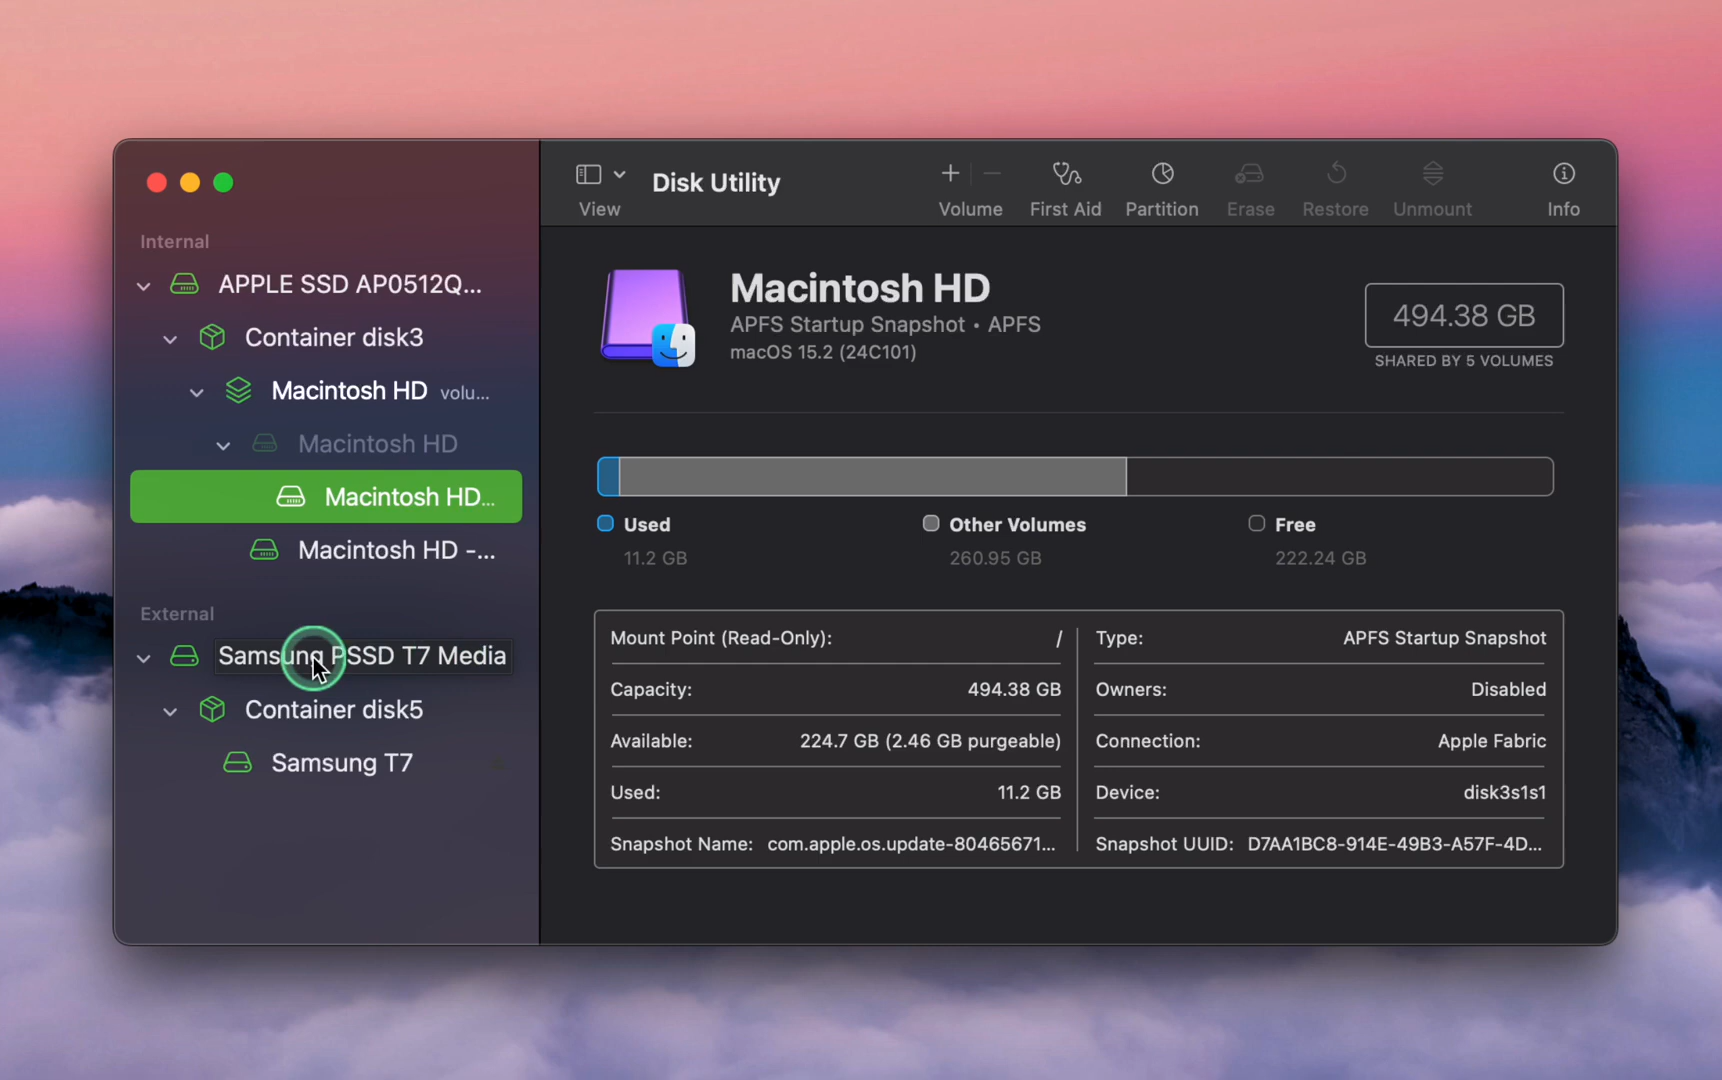 Disk Utility
View
Volume
First Aid
Partition
Erase
Restore
Unmount
Info
Internal
APPLE SSD AP0512Q...
Container disk3
Macintosh HD volu...
Macintosh HD
Macintosh HD...
Macintosh HD -...
External
Samsung PSSD T7 Media
Container disk5
Samsung T7
Macintosh HD
APFS Startup Snapshot • APFS
macOS 15.2 (24C101)
494.38 GB
SHARED BY 5 VOLUMES
Used
11.2 GB
Other Volumes
260.95 GB
Free
222.24 GB
Mount Point (Read-Only): /
Capacity: 494.38 GB
Available: 224.7 GB (2.46 GB purgeable)
Used: 11.2 GB
Snapshot Name: com.apple.os.update-80465671...
Type: APFS Startup Snapshot
Owners: Disabled
Connection: Apple Fabric
Device: disk3s1s1
Snapshot UUID: D7AA1BC8-914E-49B3-A57F-4D...